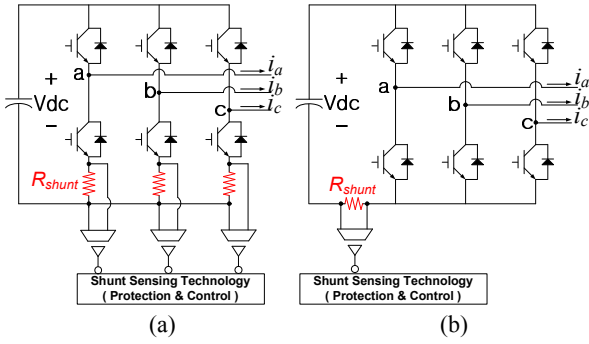 +
Vdc
−
a
b
c
i_a
i_b
i_c
R_shunt
Shunt Sensing Technology
( Protection & Control )
(a)
+
Vdc
−
a
b
c
i_a
i_b
i_c
R_shunt
Shunt Sensing Technology
( Protection & Control )
(b)